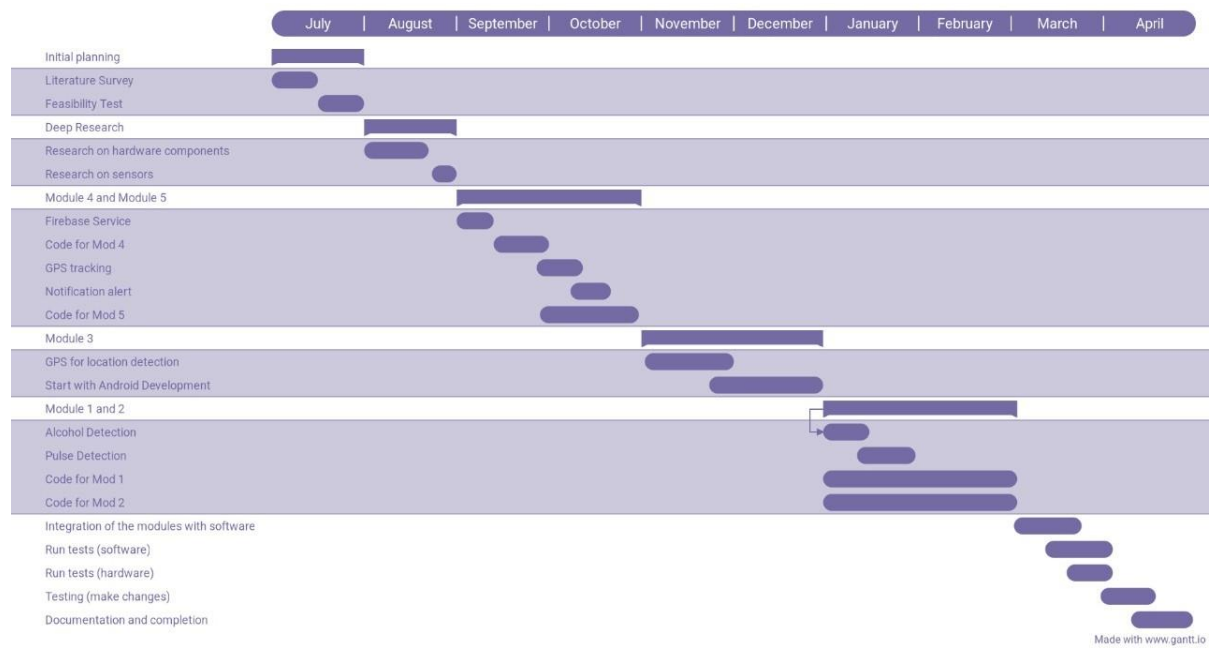 July | August | September | October | November | December | January | February | March | April
Initial planning
Literature Survey
Feasibility Test
Deep Research
Research on hardware components
Research on sensors
Module 4 and Module 5
Firebase Service
Code for Mod 4
GPS tracking
Notification alert
Code for Mod 5
Module 3
GPS for location detection
Start with Android Development
Module 1 and 2
Alcohol Detection
Pulse Detection
Code for Mod 1
Code for Mod 2
Integration of the modules with software
Run tests (software)
Run tests (hardware)
Testing (make changes)
Documentation and completion
Made with www.gantt.io